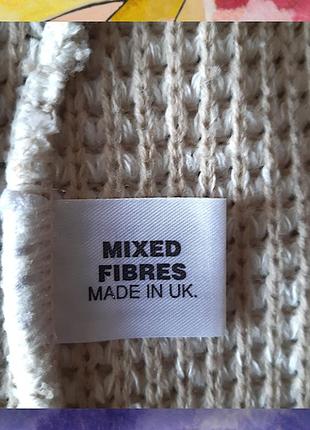 MIXED
FIBRES
MADE IN UK.